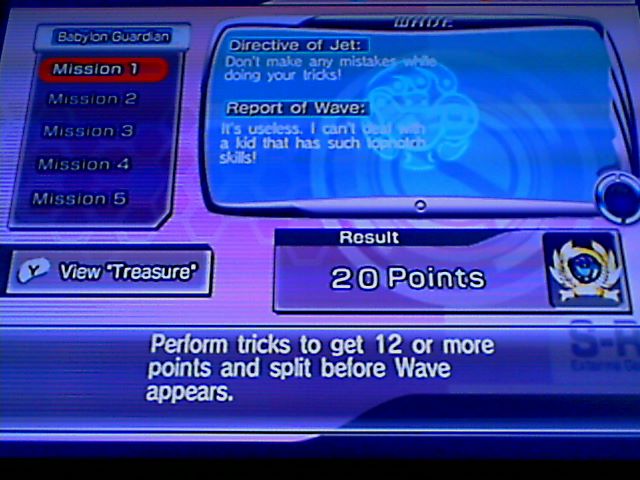 WAVE
Babylon Guardian
Mission 1
Mission 2
Mission 3
Mission 4
Mission 5
Directive of Jet:
Don't make any mistakes while
doing your tricks!
Report of Wave:
It's useless. I can't deal with
a kid that has such topnotch
skills!
Y View "Treasure"
Result
20 Points
S-R
Perform tricks to get 12 or more
points and split before Wave
appears.